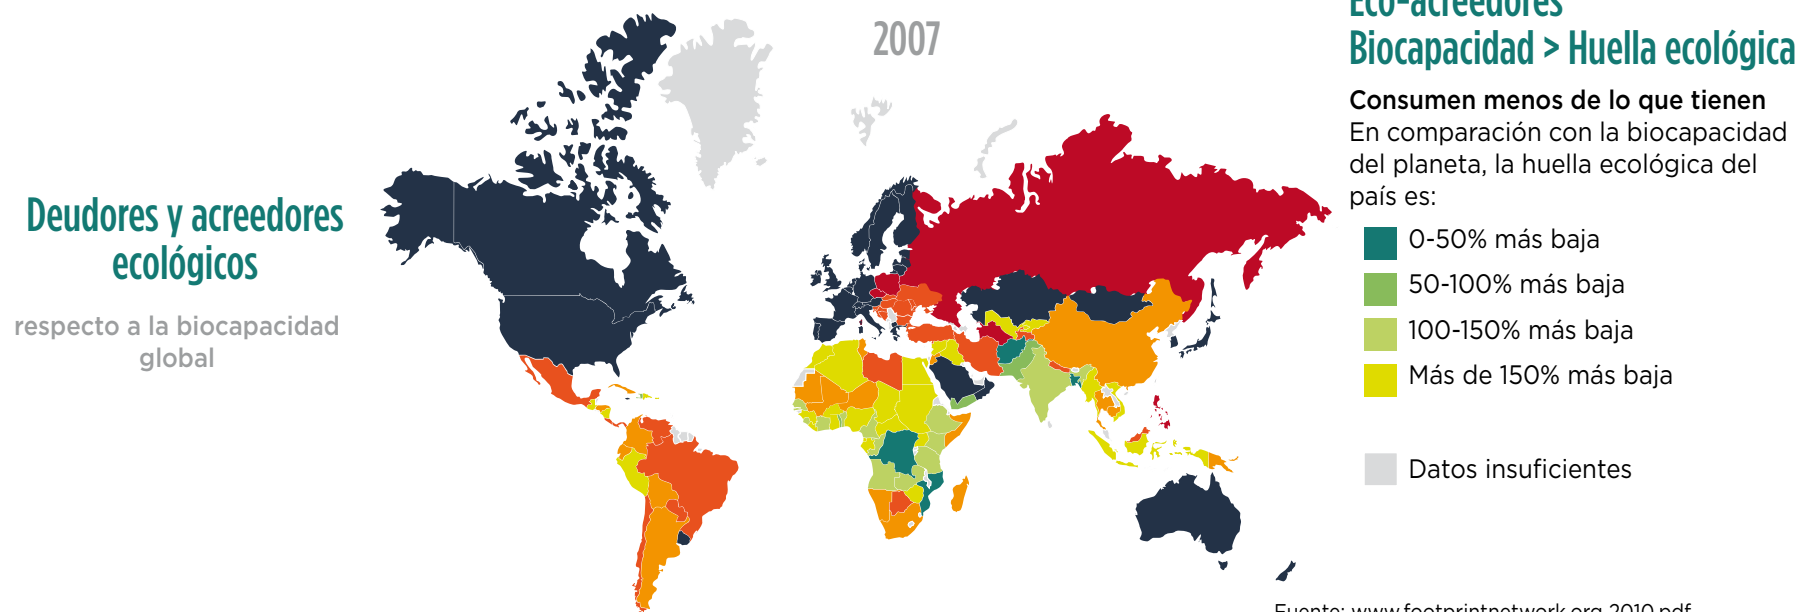 Deudores y acreedores
ecológicos
respecto a la biocapacidad
global
2007
Eco-acreedores
Biocapacidad > Huella ecológica
Consumen menos de lo que tienen
En comparación con la biocapacidad
del planeta, la huella ecológica del
país es:
0-50% más baja
50-100% más baja
100-150% más baja
Más de 150% más baja
Datos insuficientes
Fuente: www.footprintnetwork.org 2010.pdf